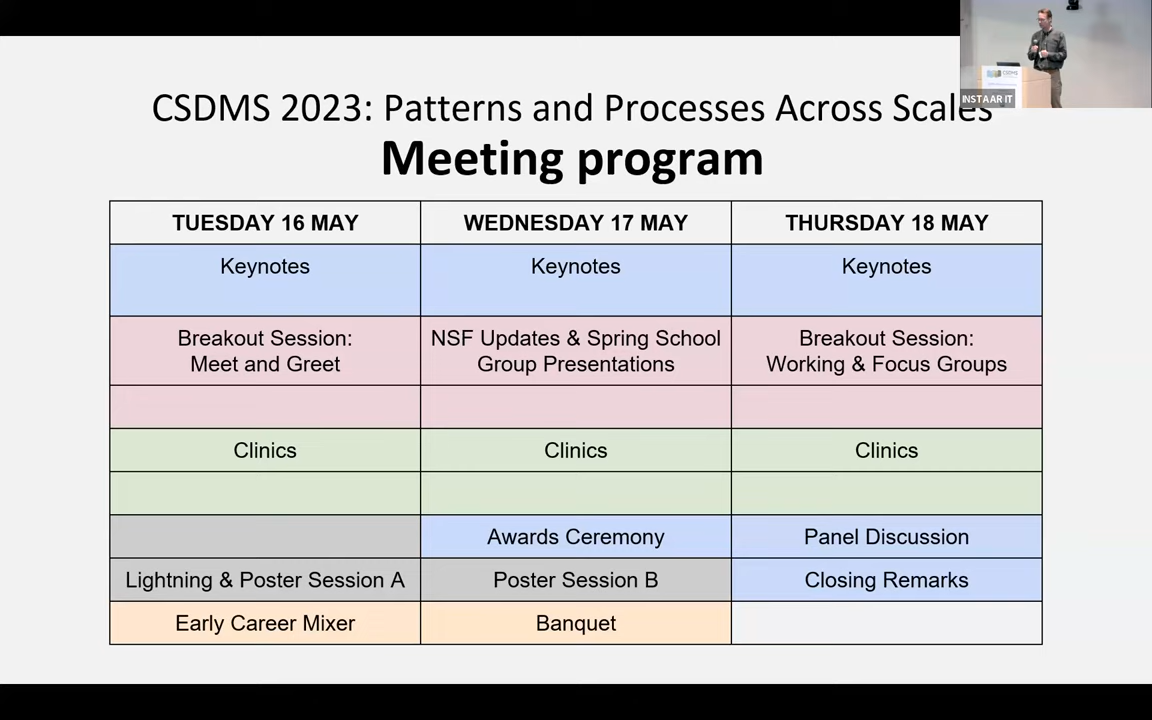 CSDMS
INSTAAR IT
CSDMS 2023: Patterns and Processes Across Scales
Meeting program
TUESDAY 16 MAY
WEDNESDAY 17 MAY
THURSDAY 18 MAY
Keynotes
Keynotes
Keynotes
Breakout Session:
Meet and Greet
NSF Updates & Spring School
Group Presentations
Breakout Session:
Working & Focus Groups
Clinics
Clinics
Clinics
Awards Ceremony
Panel Discussion
Lightning & Poster Session A
Poster Session B
Closing Remarks
Early Career Mixer
Banquet